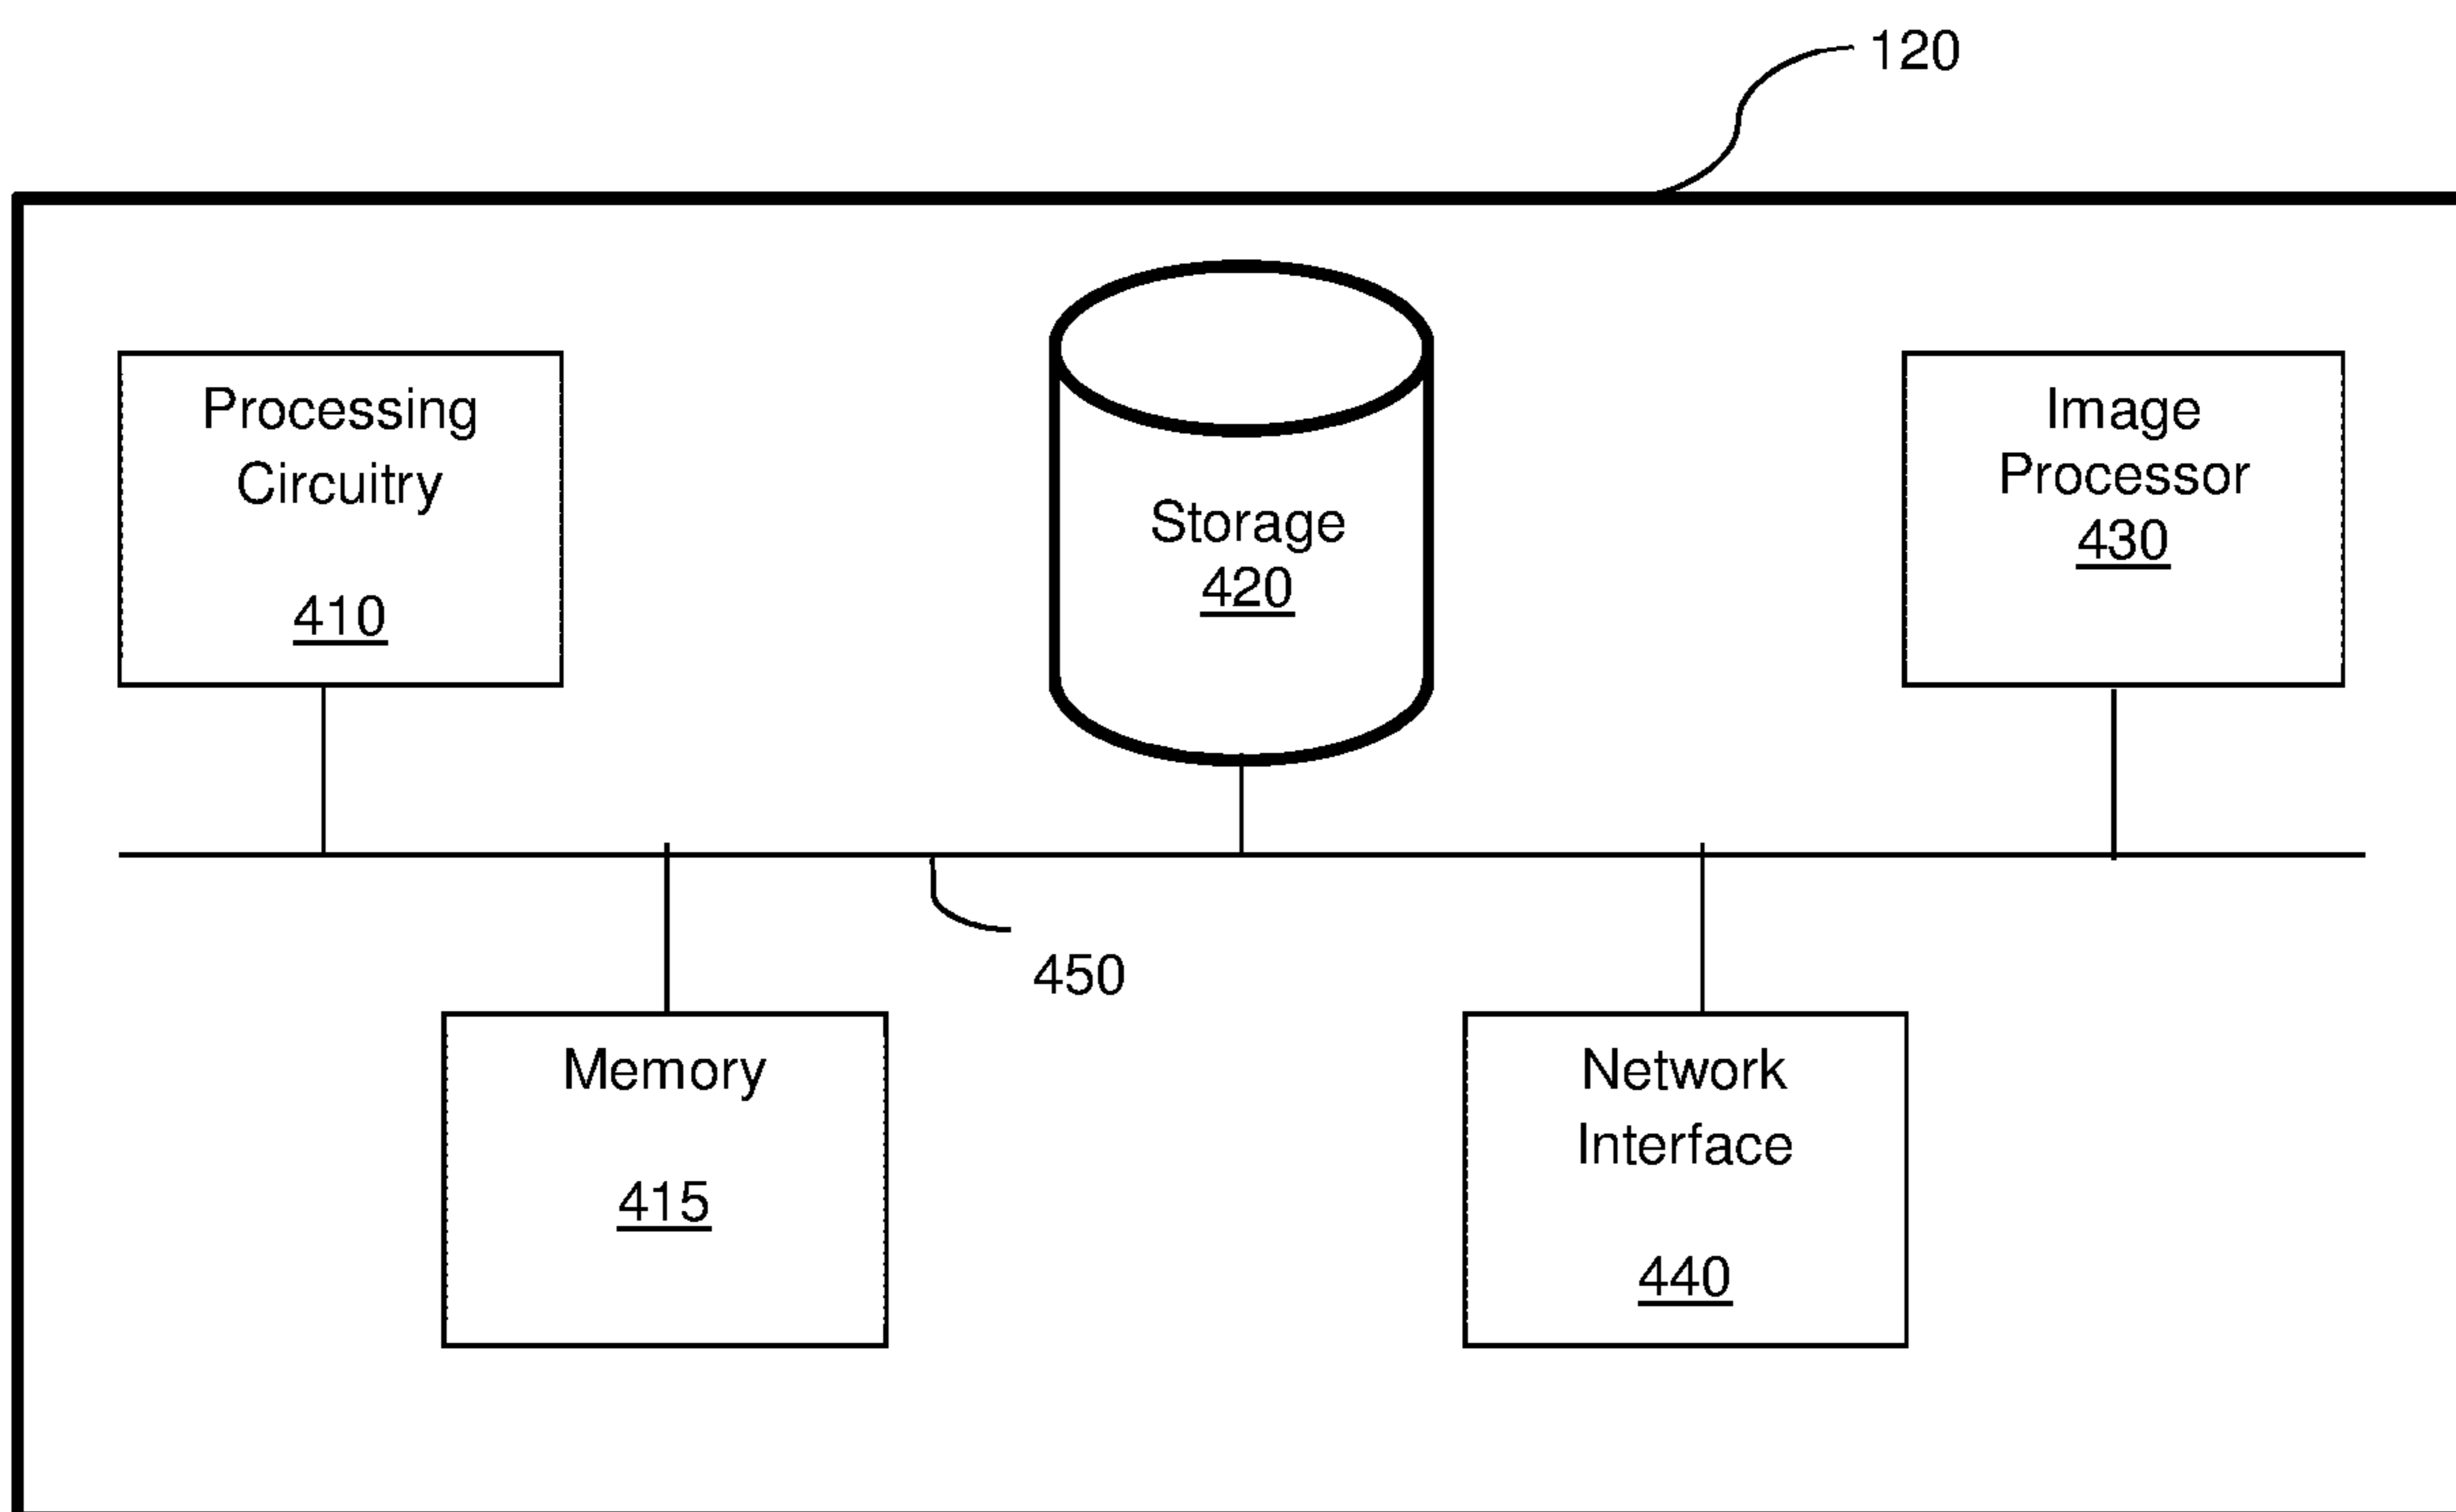 120
Processing
Circuitry
410
Storage
420
Image
Processor
430
450
Memory
415
Network
Interface
440